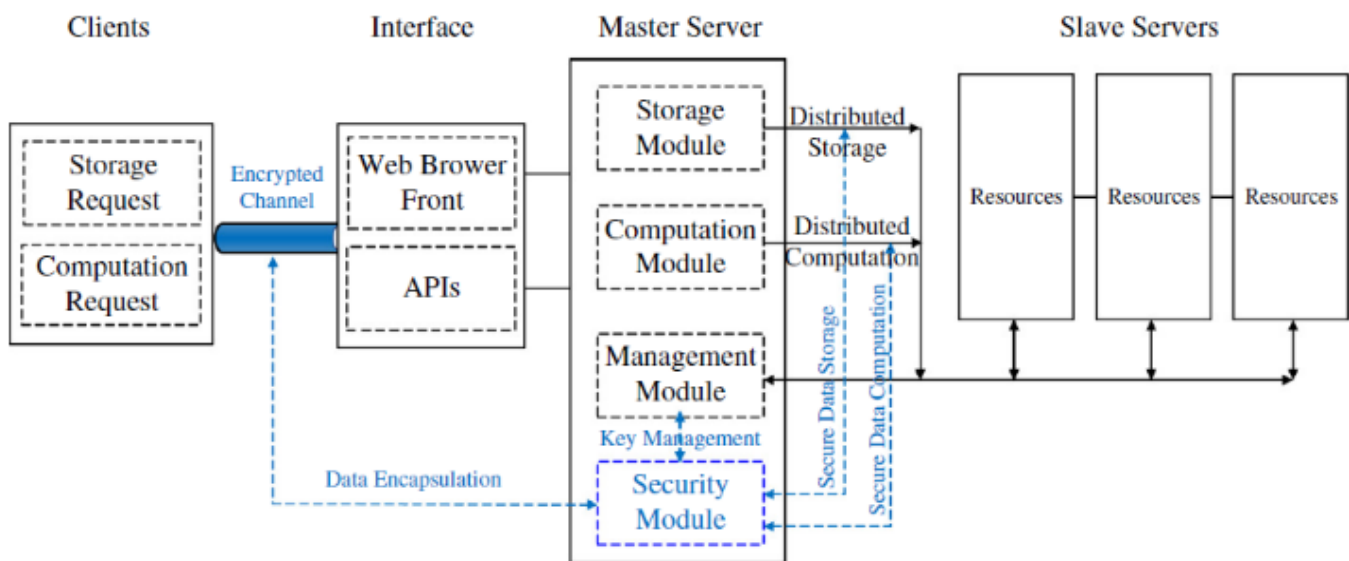 Clients
Interface
Master Server
Slave Servers
Storage
Request
Computation
Request
Encrypted
Channel
Web Brower
Front
APIs
Storage
Module
Computation
Module
Management
Module
Key Management
Security
Module
Data Encapsulation
Distributed
Storage
Distributed
Computation
Secure Data Storage
Secure Data Computation
Resources
Resources
Resources